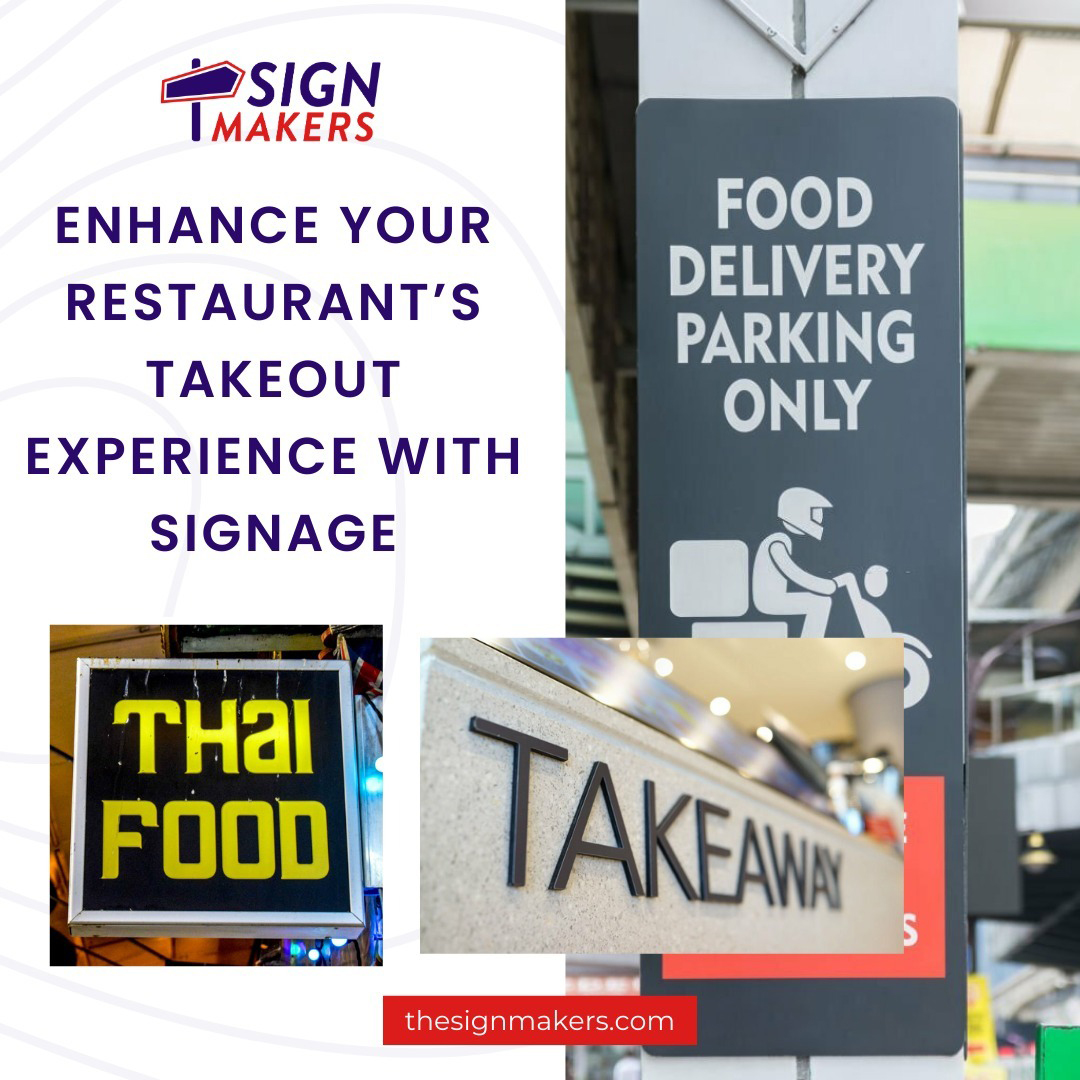 SIGN
MAKERS
ENHANCE YOUR
RESTAURANT’S
TAKEOUT
EXPERIENCE WITH
SIGNAGE
FOOD
DELIVERY
PARKING
ONLY
THaI
FOOD
TAKEAWAY
thesignmakers.com